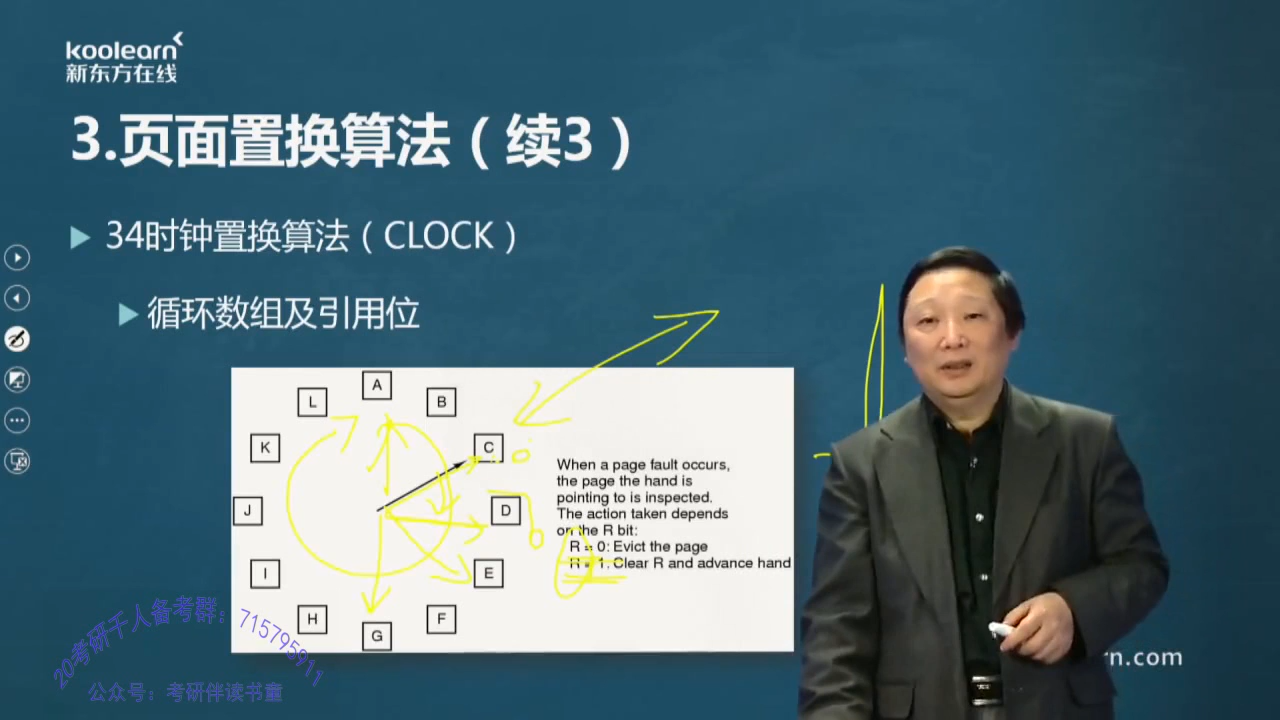 koolearn
新东方在线
3.页面置换算法（续3）
34时钟置换算法（CLOCK）
循环数组及引用位
A
B
C
D
E
F
G
H
I
J
K
L
When a page fault occurs,
the page the hand is
pointing to is inspected.
The action taken depends
on the R bit:
R = 0: Evict the page
R = 1: Clear R and advance hand
20考研千人备考群：715795911
公众号：考研伴读书童
rn.com